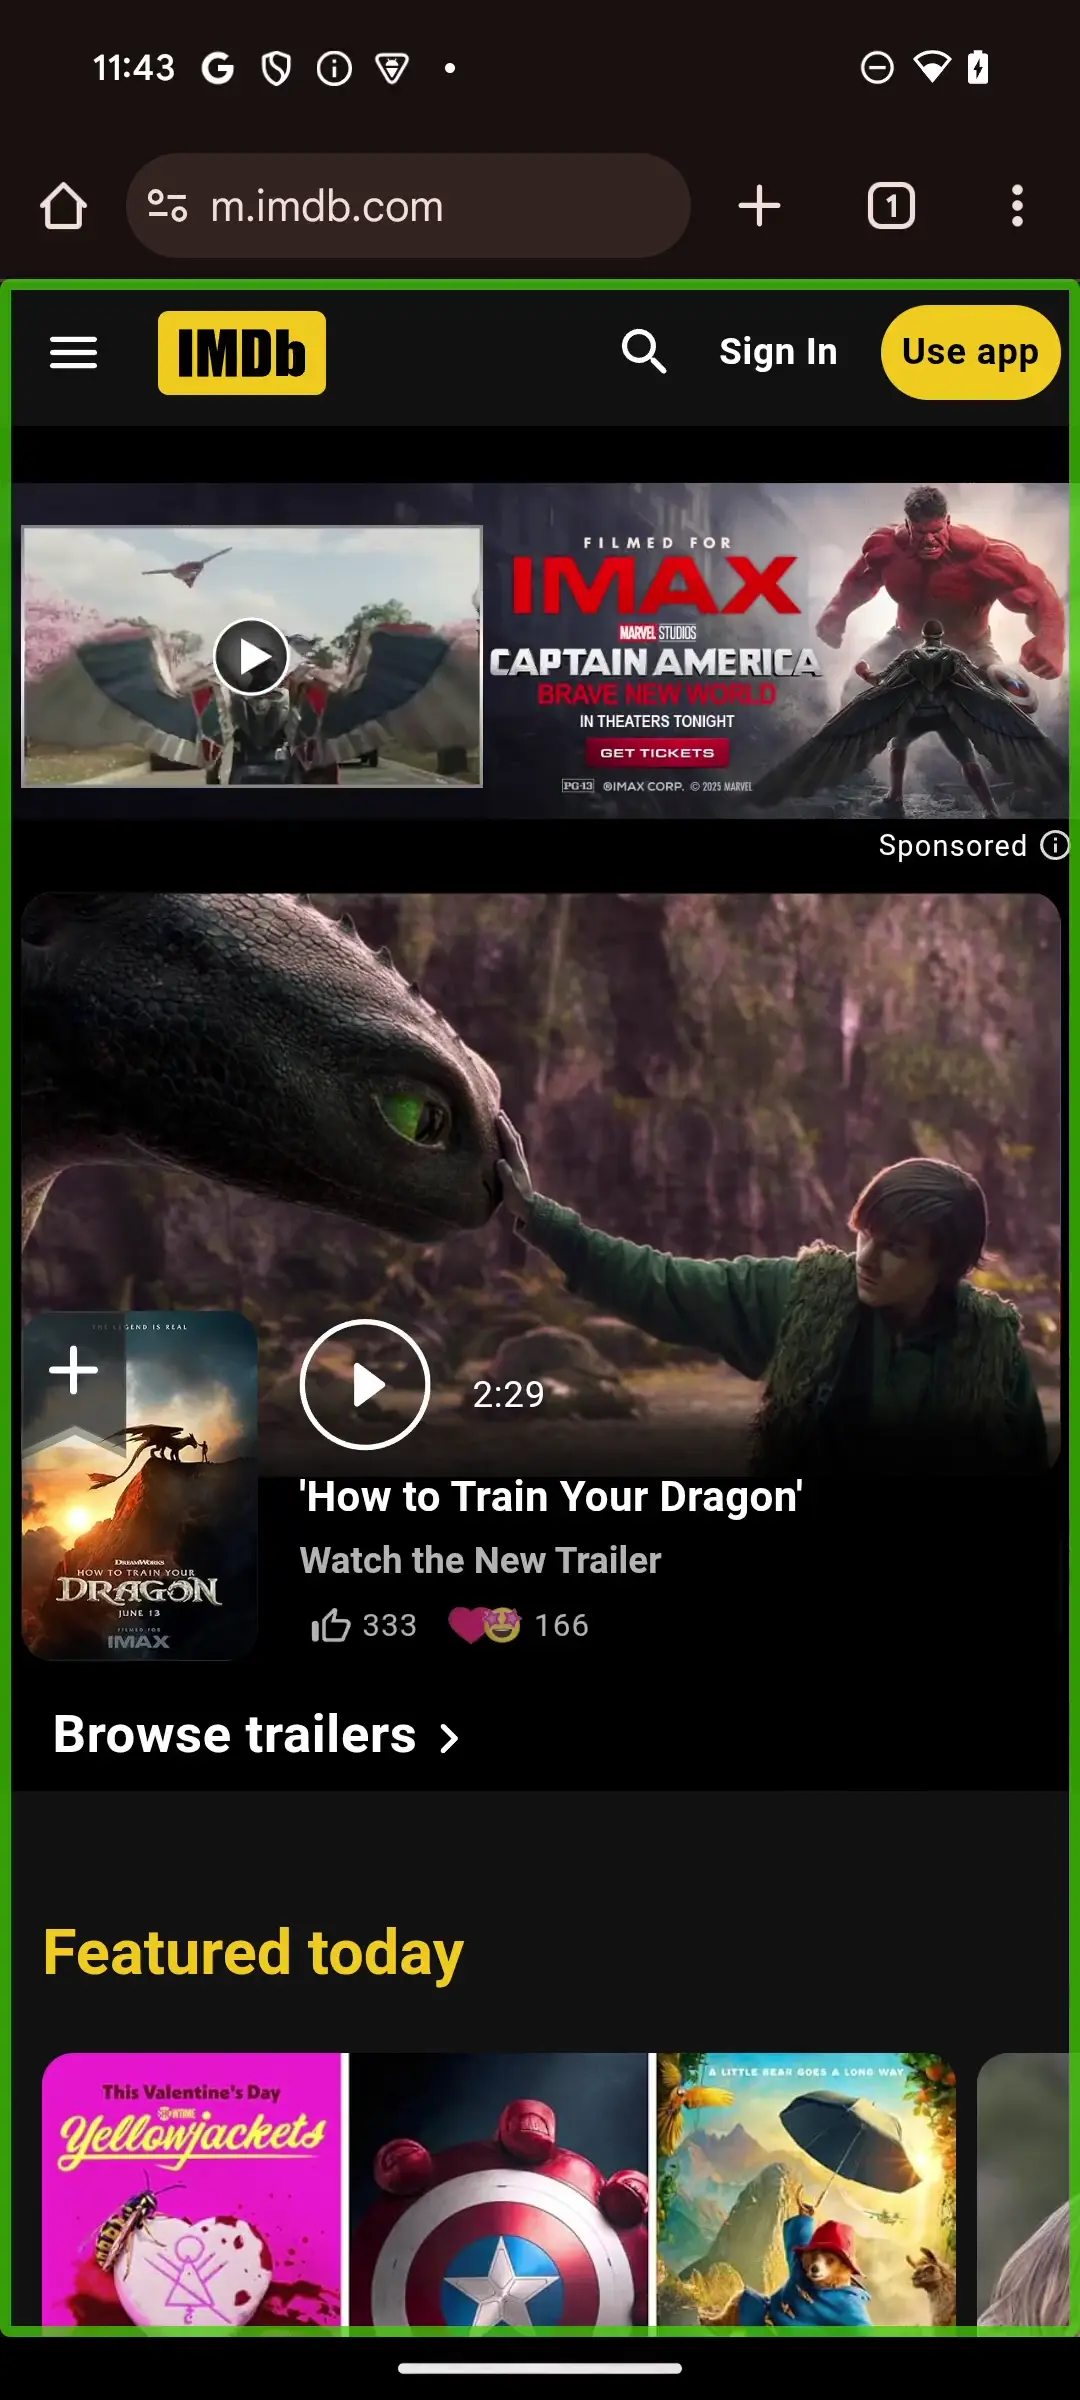 11:43
m.imdb.com
1
IMDb
Sign In
Use app
FILMED FOR
IMAX
MARVEL STUDIOS
CAPTAIN AMERICA
BRAVE NEW WORLD
IN THEATERS TONIGHT
GET TICKETS
PG-13 ®IMAX CORP. © 2025 MARVEL
Sponsored
THE LEGEND IS REAL
DREAMWORKS
HOW TO TRAIN YOUR
DRAGON
JUNE 13
FILMED FOR
IMAX
2:29
'How to Train Your Dragon'
Watch the New Trailer
333
166
Browse trailers
Featured today
This Valentine's Day
SHOWTIME
Yellowjackets
A LITTLE BEAR GOES A LONG WAY